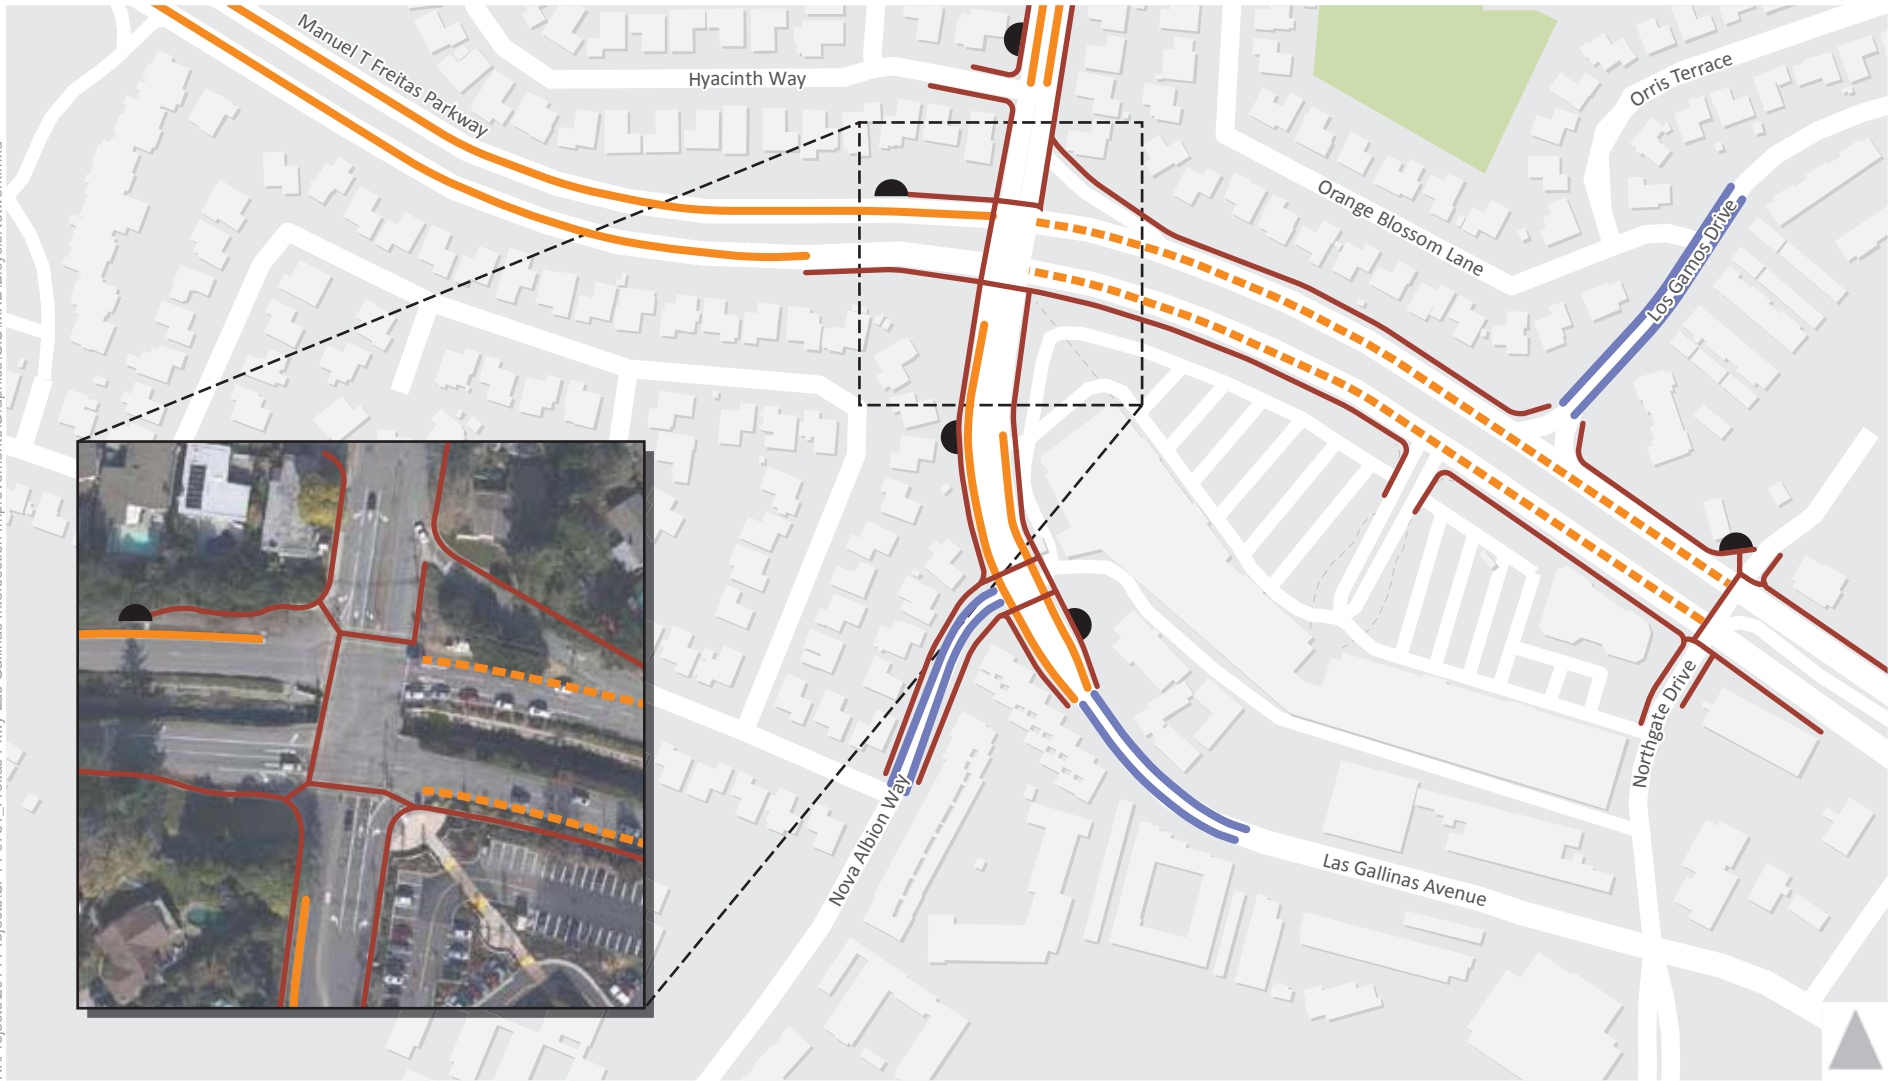 Manuel T Freitas Parkway
Hyacinth Way
Orris Terrace
Orange Blossom Lane
Los Gamos Drive
Northgate Drive
Nova Albion Way
Las Gallinas Avenue